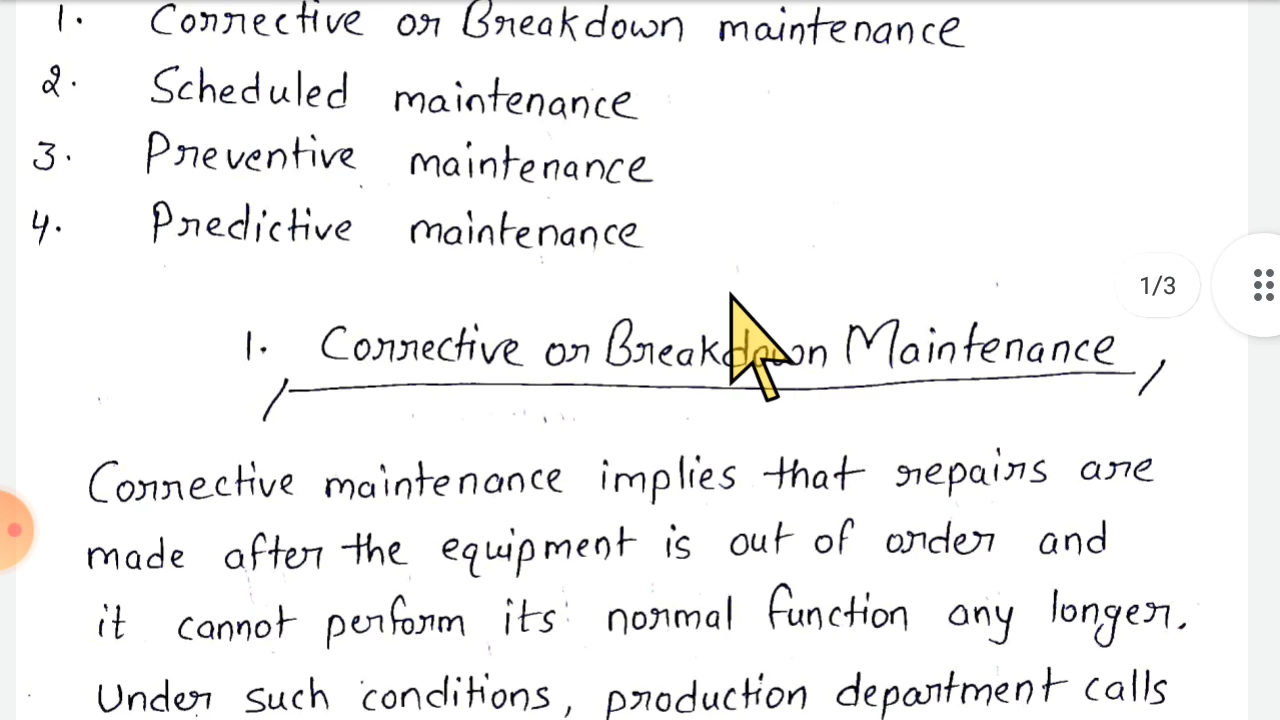 1. Corrective or Breakdown maintenance
2. Scheduled maintenance
3. Preventive maintenance
4. Predictive maintenance
1/3
1. Corrective or Breakdown Maintenance
Corrective maintenance implies that repairs are
made after the equipment is out of order and
it cannot perform its normal function any longer.
Under such conditions, production department calls